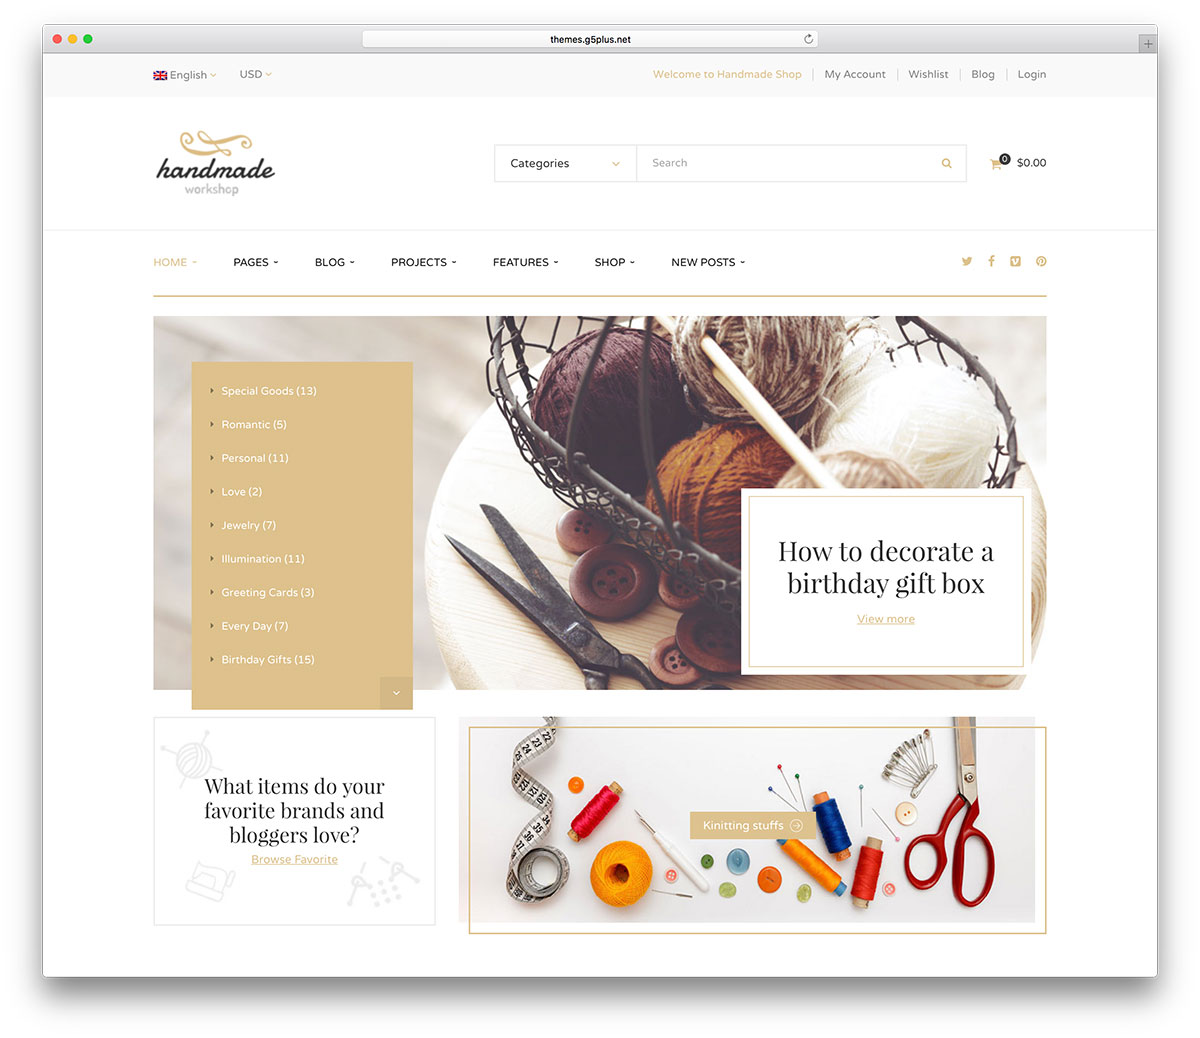 themes.g5plus.net
English USD Welcome to Handmade Shop My Account Wishlist Blog Login
handmade
workshop
Categories Search 0 $0.00
HOME PAGES BLOG PROJECTS FEATURES SHOP NEW POSTS
Special Goods (13)
Romantic (5)
Personal (11)
Love (2)
Jewelry (7)
Illumination (11)
Greeting Cards (3)
Every Day (7)
Birthday Gifts (15)
How to decorate a
birthday gift box
View more
What items do your
favorite brands and
bloggers love?
Browse Favorite
Kinitting stuffs